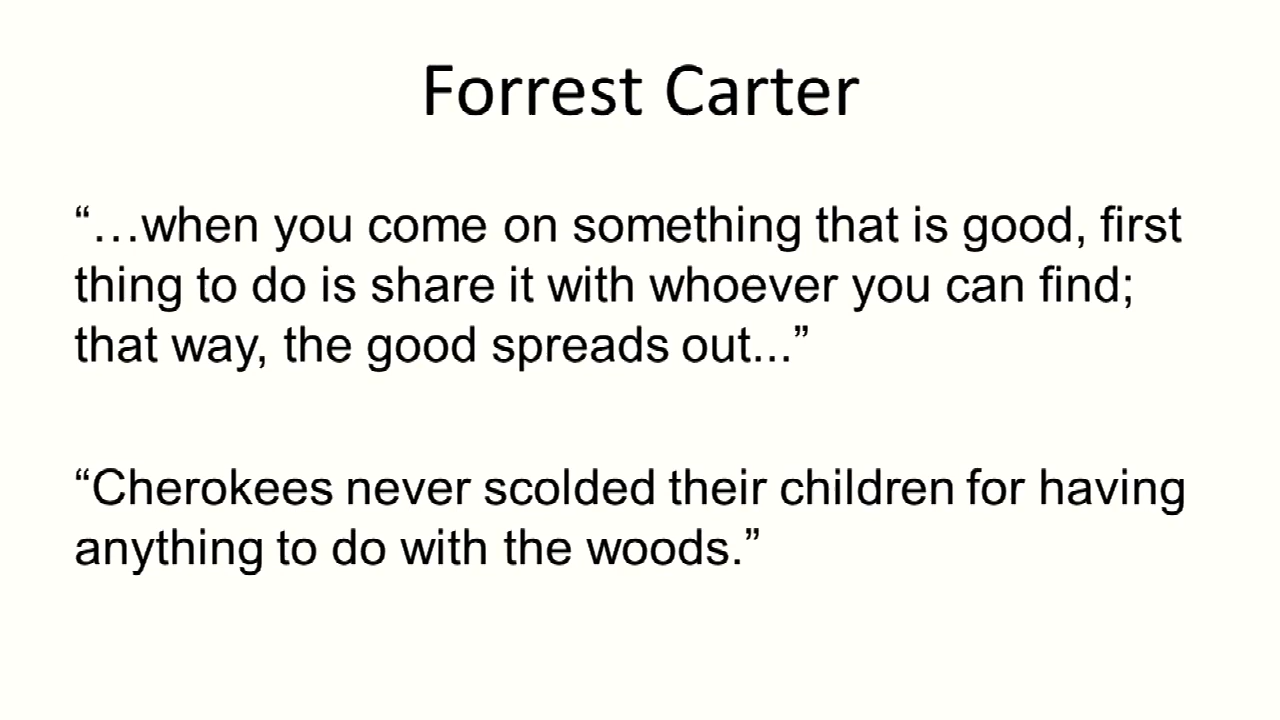 Forrest Carter
“…when you come on something that is good, first
thing to do is share it with whoever you can find;
that way, the good spreads out...”
“Cherokees never scolded their children for having
anything to do with the woods.”